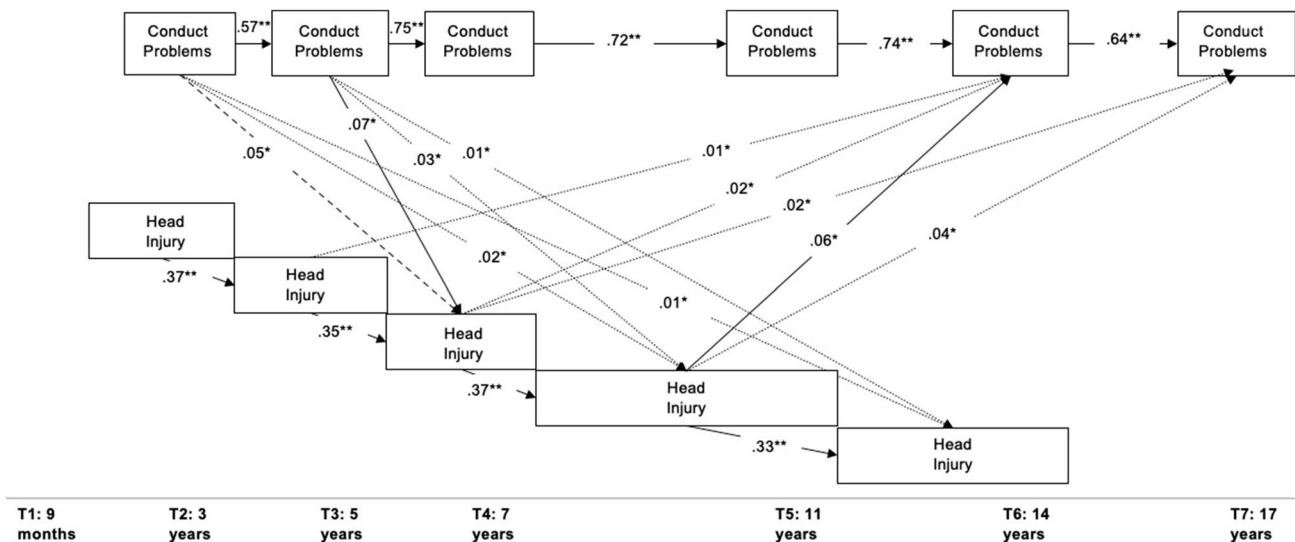 Conduct
Problems
.57**
Conduct
Problems
.75**
Conduct
Problems
.72**
Conduct
Problems
.74**
Conduct
Problems
.64**
Conduct
Problems
.05*
.07*
.03*
.01*
.01*
.02*
.02*
.06*
.04*
.02*
.01*
Head
Injury
.37**
Head
Injury
.35**
Head
Injury
.37**
Head
Injury
.33**
Head
Injury
T1: 9
months
T2: 3
years
T3: 5
years
T4: 7
years
T5: 11
years
T6: 14
years
T7: 17
years